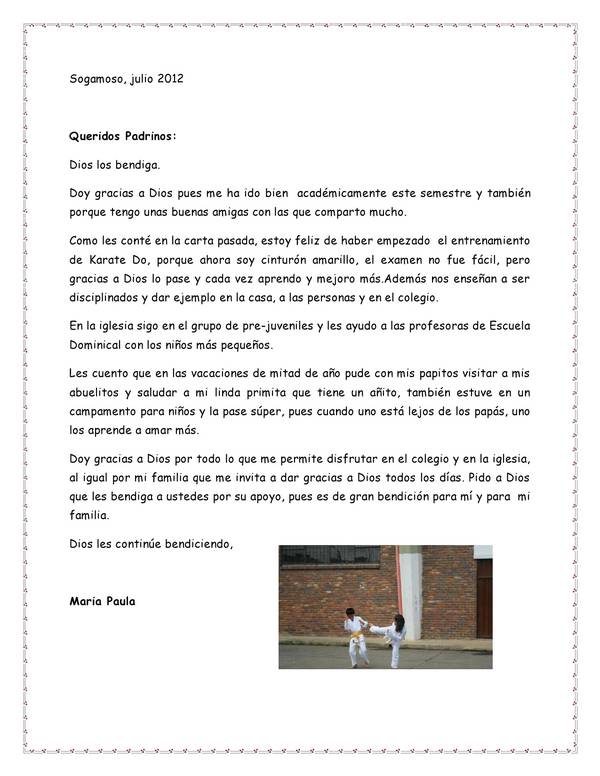 Sogamoso, julio 2012
Queridos Padrinos:
Dios los bendiga.
Doy gracias a Dios pues me ha ido bien académicamente este semestre y también
porque tengo unas buenas amigas con las que comparto mucho.
Como les conté en la carta pasada, estoy feliz de haber empezado el entrenamiento
de Karate Do, porque ahora soy cinturón amarillo, el examen no fue fácil, pero
gracias a Dios lo pase y cada vez aprendo y mejoro más.Además nos enseñan a ser
disciplinados y dar ejemplo en la casa, a las personas y en el colegio.
En la iglesia sigo en el grupo de pre-juveniles y les ayudo a las profesoras de Escuela
Dominical con los niños más pequeños.
Les cuento que en las vacaciones de mitad de año pude con mis papitos visitar a mis
abuelitos y saludar a mi linda primita que tiene un añito, también estuve en un
campamento para niños y la pase súper, pues cuando uno está lejos de los papás, uno
los aprende a amar más.
Doy gracias a Dios por todo lo que me permite disfrutar en el colegio y en la iglesia,
al igual por mi familia que me invita a dar gracias a Dios todos los días. Pido a Dios
que les bendiga a ustedes por su apoyo, pues es de gran bendición para mí y para mi
familia.
Dios les continúe bendiciendo,
Maria Paula